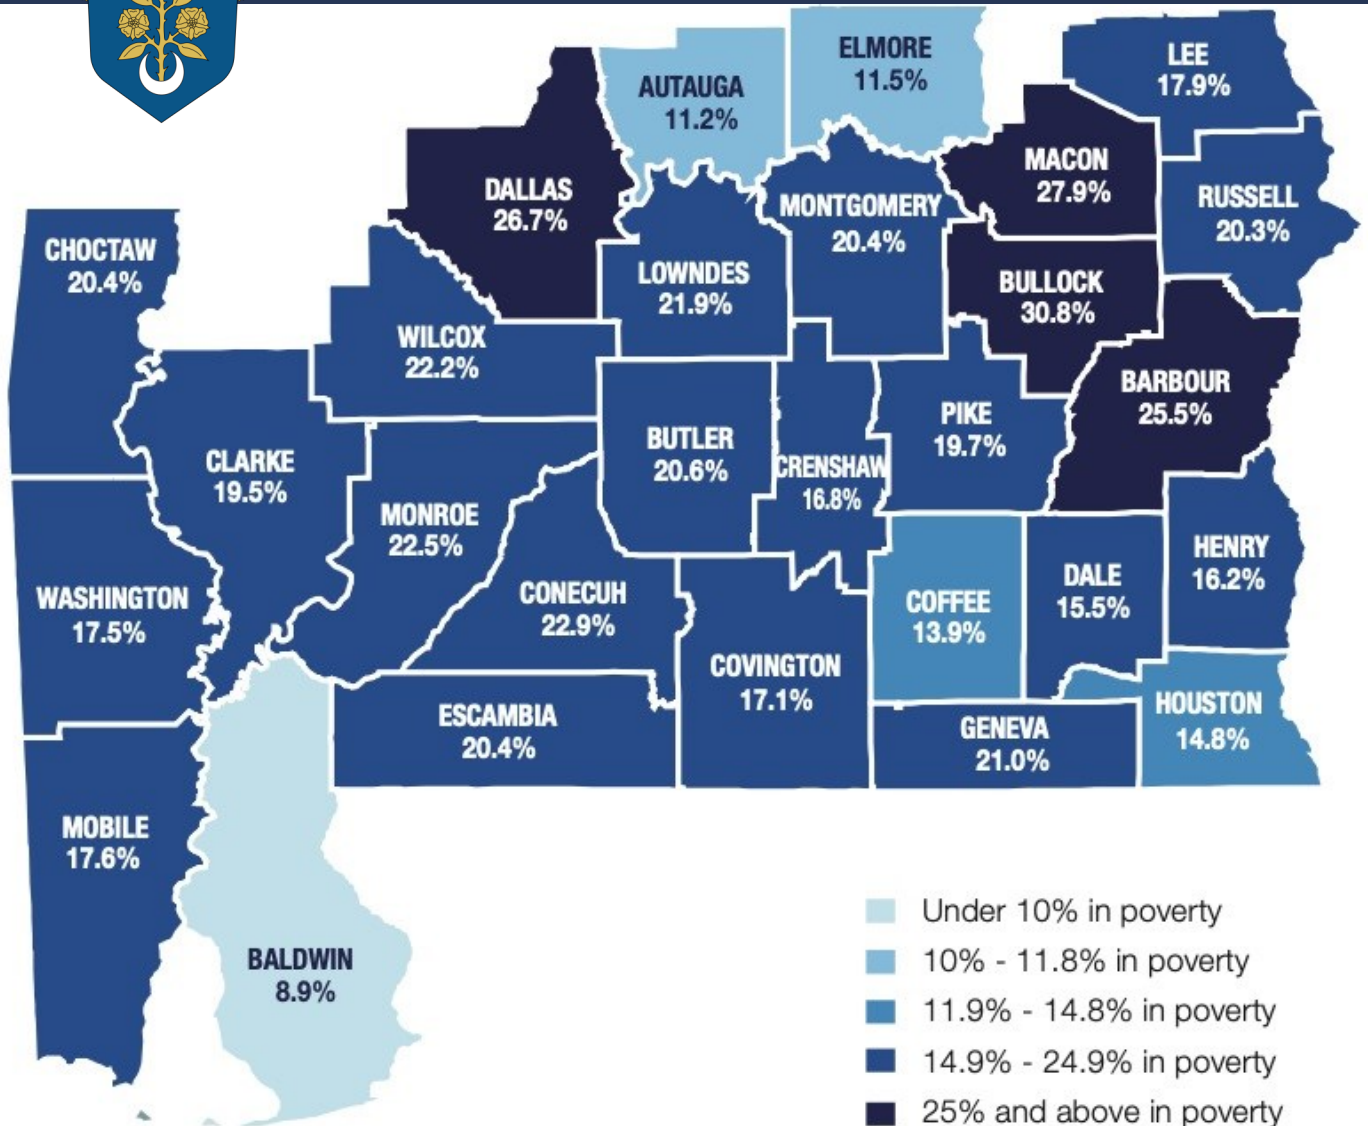 ELMORE
11.5%
LEE
17.9%
AUTAUGA
11.2%
MACON
27.9%
DALLAS
26.7%
MONTGOMERY
20.4%
RUSSELL
20.3%
CHOCTAW
20.4%
LOWNDES
21.9%
BULLOCK
30.8%
WILCOX
22.2%
BARBOUR
25.5%
PIKE
19.7%
BUTLER
20.6%
CRENSHAW
16.8%
CLARKE
19.5%
MONROE
22.5%
HENRY
16.2%
DALE
15.5%
CONECUH
22.9%
COFFEE
13.9%
WASHINGTON
17.5%
COVINGTON
17.1%
HOUSTON
14.8%
ESCAMBIA
20.4%
GENEVA
21.0%
MOBILE
17.6%
BALDWIN
8.9%
Under 10% in poverty
10% - 11.8% in poverty
11.9% - 14.8% in poverty
14.9% - 24.9% in poverty
25% and above in poverty